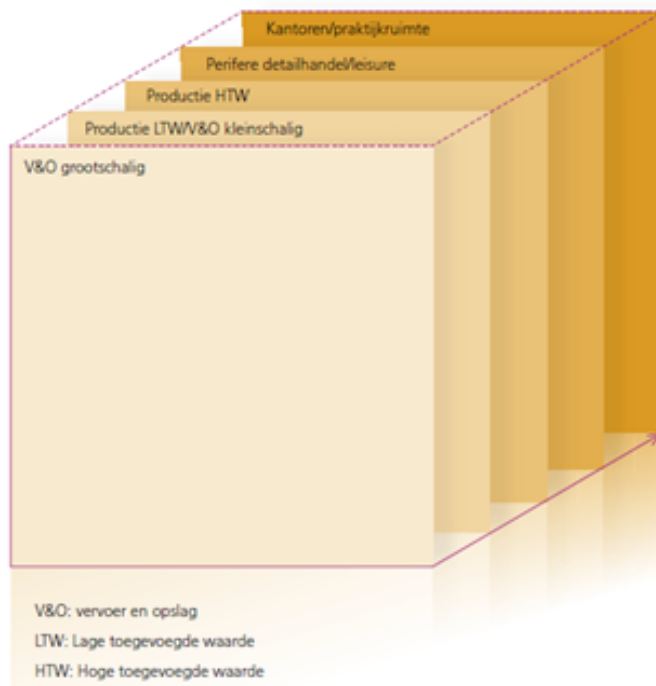 Kantoren/praktijkruimte
Perifere detailhandel/leisure
Productie HTW
Productie LTW/V&O kleinschalig
V&O grootschalig
V&O: vervoer en opslag
LTW: Lage toegevoegde waarde
HTW: Hoge toegevoegde waarde